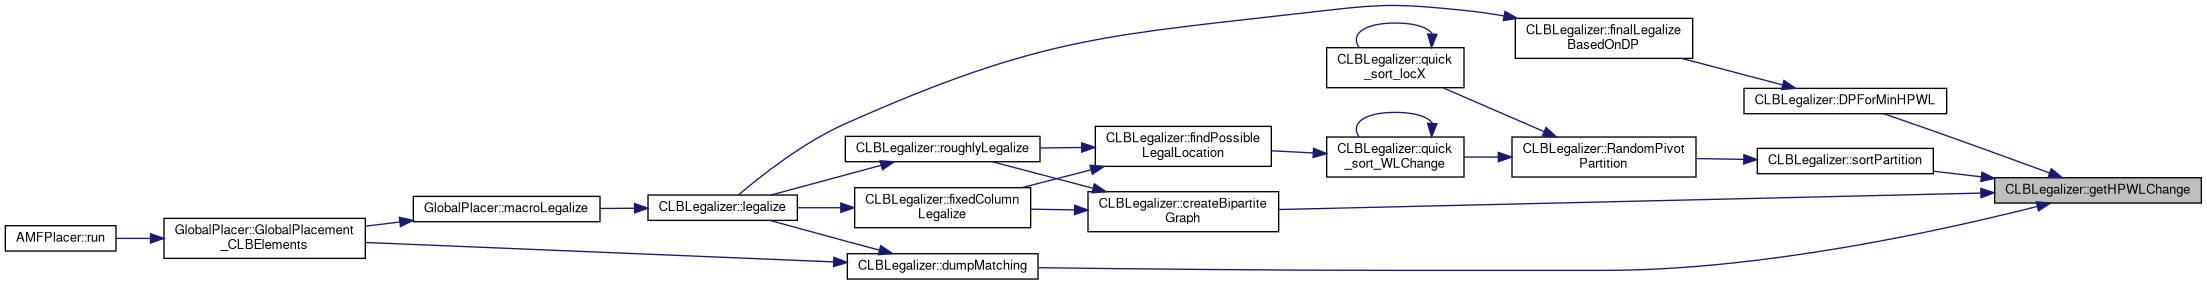 AMFPlacer::run
GlobalPlacer::GlobalPlacement
_CLBElements
GlobalPlacer::macroLegalize
CLBLegalizer::legalize
CLBLegalizer::roughlyLegalize
CLBLegalizer::fixedColumn
Legalize
CLBLegalizer::dumpMatching
CLBLegalizer::findPossible
LegalLocation
CLBLegalizer::createBipartite
Graph
CLBLegalizer::quick
_sort_locX
CLBLegalizer::quick
_sort_WLChange
CLBLegalizer::finalLegalize
BasedOnDP
CLBLegalizer::RandomPivot
Partition
CLBLegalizer::DPForMinHPWL
CLBLegalizer::sortPartition
CLBLegalizer::getHPWLChange